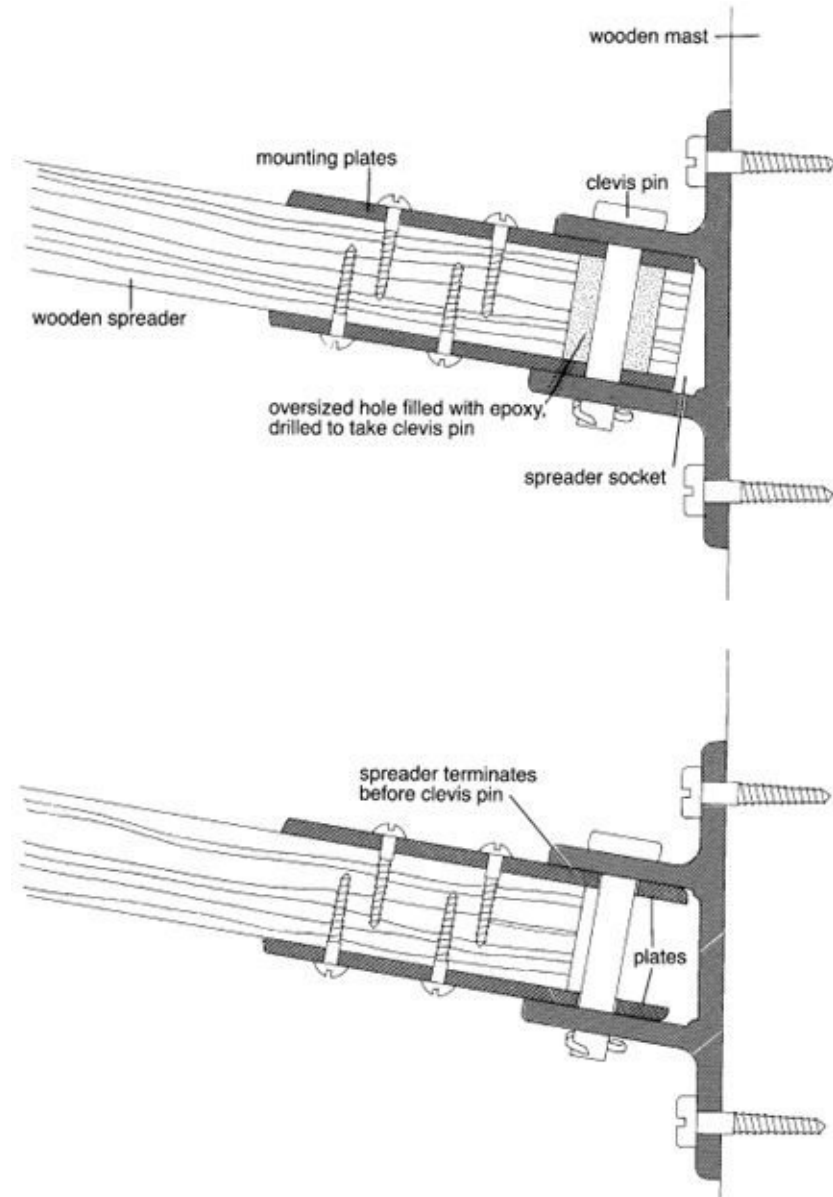 wooden mast
mounting plates
clevis pin
wooden spreader
oversized hole filled with epoxy,
drilled to take clevis pin
spreader socket
spreader terminates
before clevis pin
plates